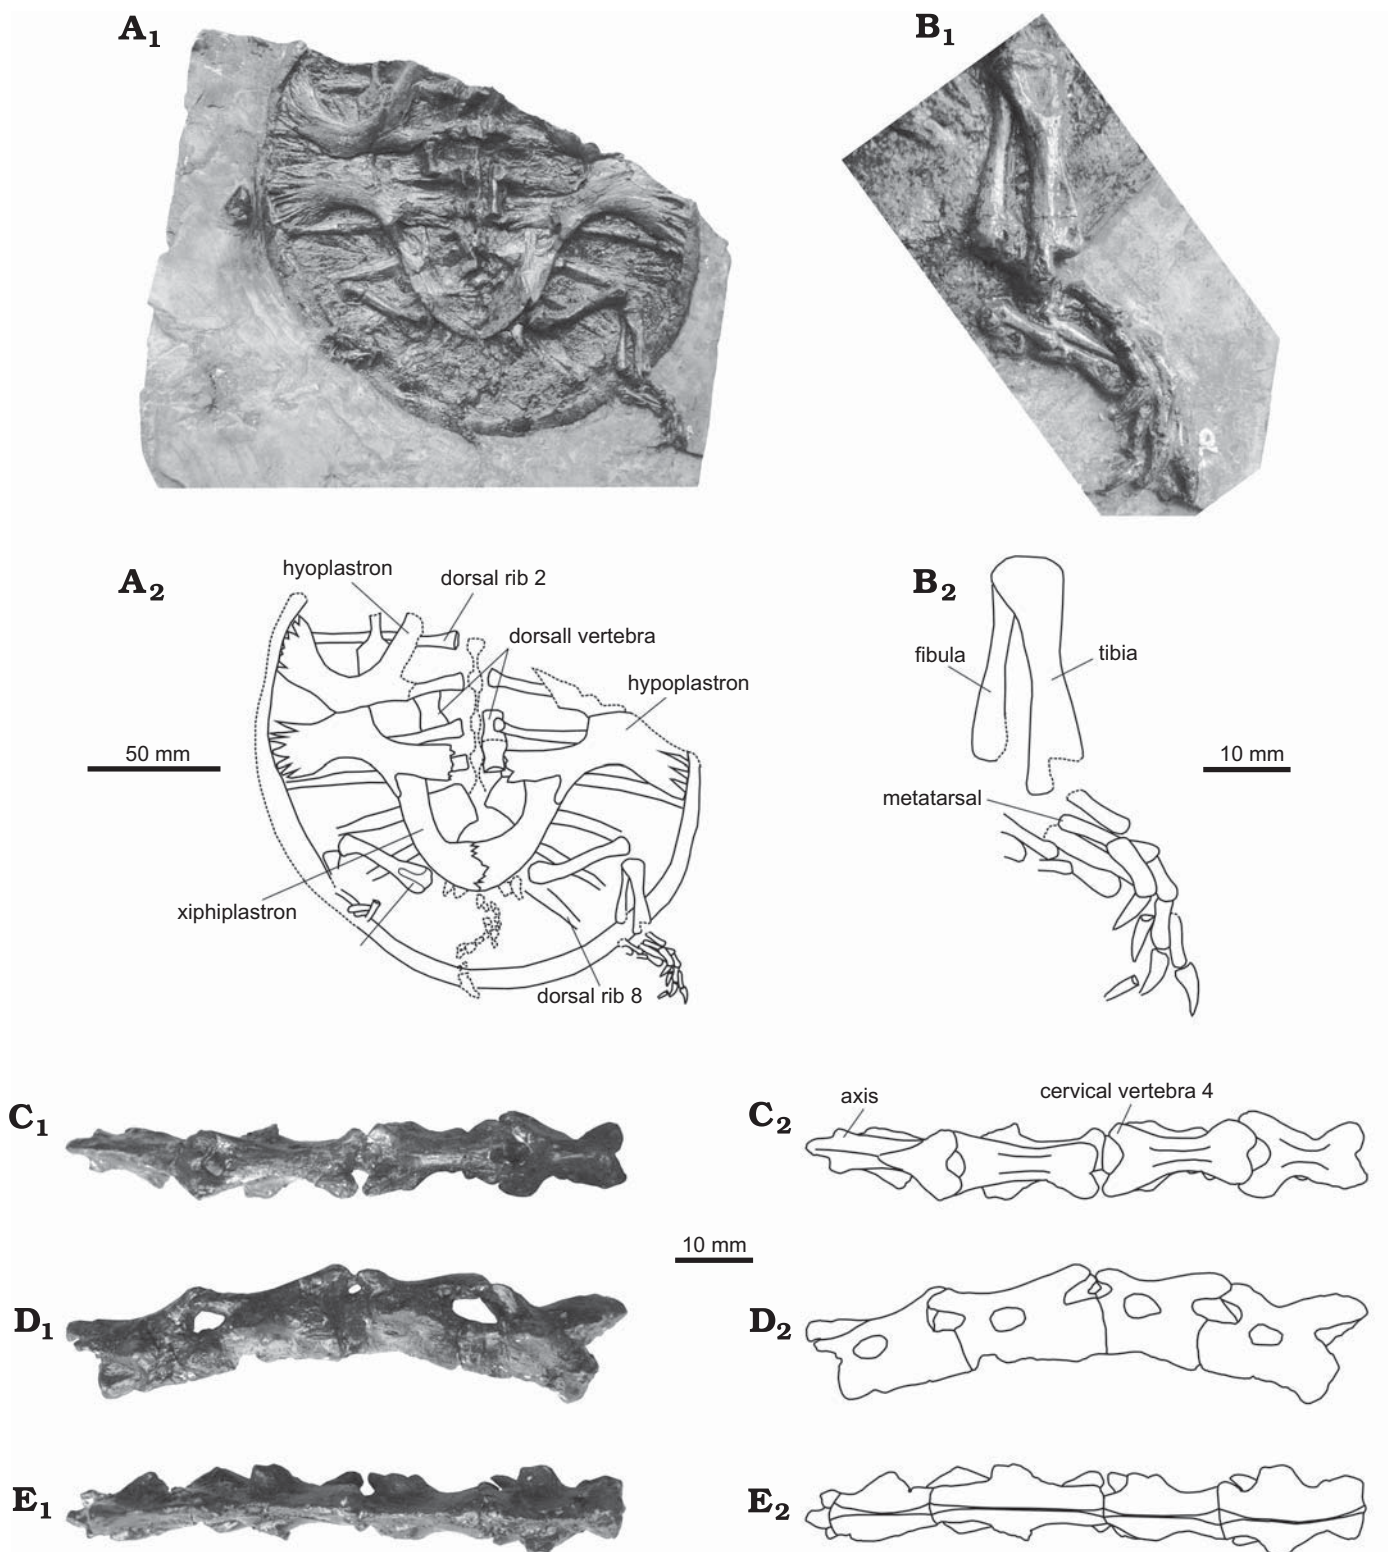 A1
B1
A2
hyoplastron
dorsal rib 2
dorsall vertebra
hypoplastron
50 mm
xiphiplastron
dorsal rib 8
B2
fibula
tibia
10 mm
metatarsal
C1
C2
axis
cervical vertebra 4
10 mm
D1
D2
E1
E2